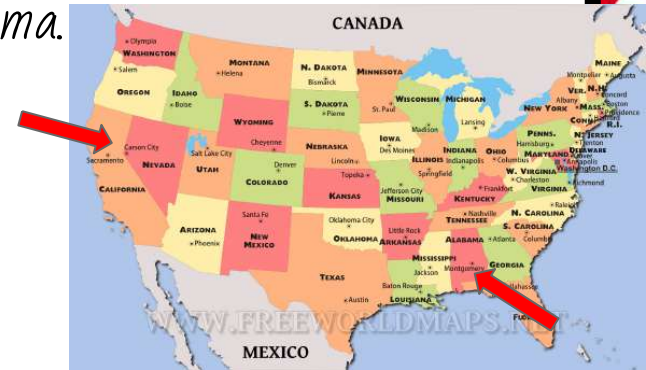 ma.
CANADA
Olympia
WASHINGTON
Salem
OREGON
IDAHO
Boise
MONTANA
Helena
N. DAKOTA
Bismarck
MINNESOTA
St. Paul
S. DAKOTA
Pierre
WISCONSIN
Madison
MICHIGAN
Lansing
MAINE
Augusta
Montpelier
VER.
N.H.
Concord
Albany
NEW YORK
MASS.
Boston
Providence
CONN.
R.I.
WYOMING
Cheyenne
IOWA
Des Moines
NEBRASKA
Lincoln
ILLINOIS
Springfield
INDIANA
Indianapolis
OHIO
Columbus
PENNS.
Harrisburg
N. JERSEY
Trenton
DELAWARE
Dover
MARYLAND
Annapolis
Washington D.C.
Carson City
Sacramento
NEVADA
CALIFORNIA
Salt Lake City
UTAH
Denver
COLORADO
Topeka
KANSAS
Jefferson City
MISSOURI
W. VIRGINIA
Charleston
VIRGINIA
Richmond
Frankfort
KENTUCKY
Nashville
TENNESSEE
Raleigh
N. CAROLINA
S. CAROLINA
Columbia
ARIZONA
Phoenix
Santa Fe
NEW MEXICO
Oklahoma City
OKLAHOMA
Little Rock
ARKANSAS
MISSISSIPPI
Jackson
ALABAMA
Montgomery
Atlanta
GEORGIA
TEXAS
Austin
Baton Rouge
LOUISIANA
WWW.FREEWORLDMAPS.NET
MEXICO